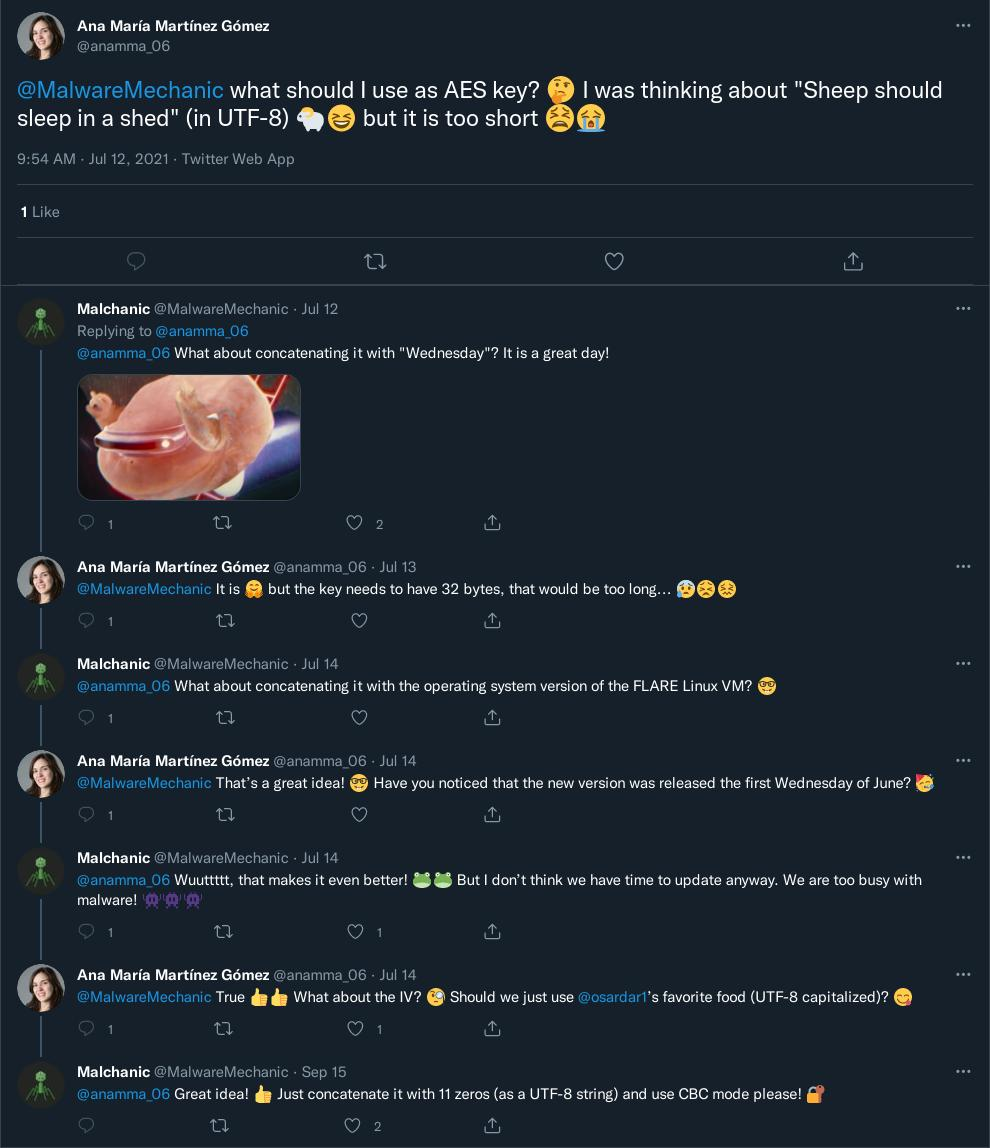 Ana María Martínez Gómez
@anamma_06
@MalwareMechanic what should I use as AES key? 🤔 I was thinking about "Sheep should
sleep in a shed" (in UTF-8) 🐑😆 but it is too short 😫😭
9:54 AM · Jul 12, 2021 · Twitter Web App
1 Like
Malchanic @MalwareMechanic · Jul 12
Replying to @anamma_06
@anamma_06 What about concatenating it with "Wednesday"? It is a great day!
1 2
Ana María Martínez Gómez @anamma_06 · Jul 13
@MalwareMechanic It is 🤗 but the key needs to have 32 bytes, that would be too long... 😰😣😖
1
Malchanic @MalwareMechanic · Jul 14
@anamma_06 What about concatenating it with the operating system version of the FLARE Linux VM? 🤓
1
Ana María Martínez Gómez @anamma_06 · Jul 14
@MalwareMechanic That's a great idea! 🤓 Have you noticed that the new version was released the first Wednesday of June? 🥳
1
Malchanic @MalwareMechanic · Jul 14
@anamma_06 Wuuttttt, that makes it even better! 🐸🐸 But I don't think we have time to update anyway. We are too busy with
malware! 👾👾👾
1 1
Ana María Martínez Gómez @anamma_06 · Jul 14
@MalwareMechanic True 👍👍 What about the IV? 🧐 Should we just use @osardar1's favorite food (UTF-8 capitalized)? 😋
1 1
Malchanic @MalwareMechanic · Sep 15
@anamma_06 Great idea! 👍 Just concatenate it with 11 zeros (as a UTF-8 string) and use CBC mode please! 🔐
2